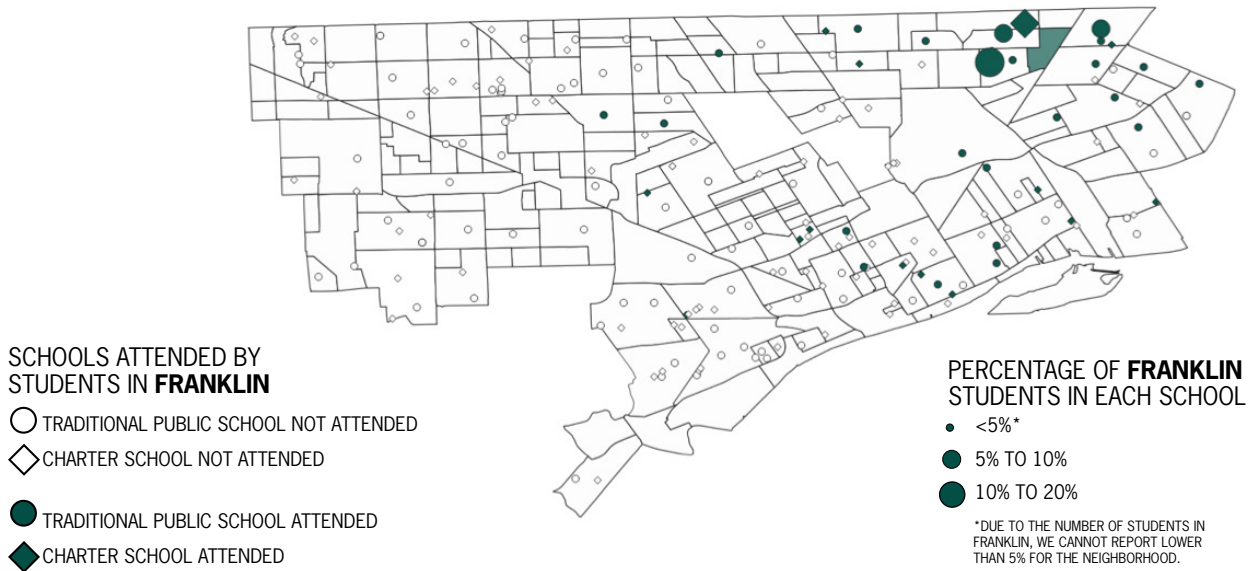 SCHOOLS ATTENDED BY
STUDENTS IN FRANKLIN
TRADITIONAL PUBLIC SCHOOL NOT ATTENDED
CHARTER SCHOOL NOT ATTENDED
TRADITIONAL PUBLIC SCHOOL ATTENDED
CHARTER SCHOOL ATTENDED
PERCENTAGE OF FRANKLIN
STUDENTS IN EACH SCHOOL
<5%*
5% TO 10%
10% TO 20%
*DUE TO THE NUMBER OF STUDENTS IN
FRANKLIN, WE CANNOT REPORT LOWER
THAN 5% FOR THE NEIGHBORHOOD.